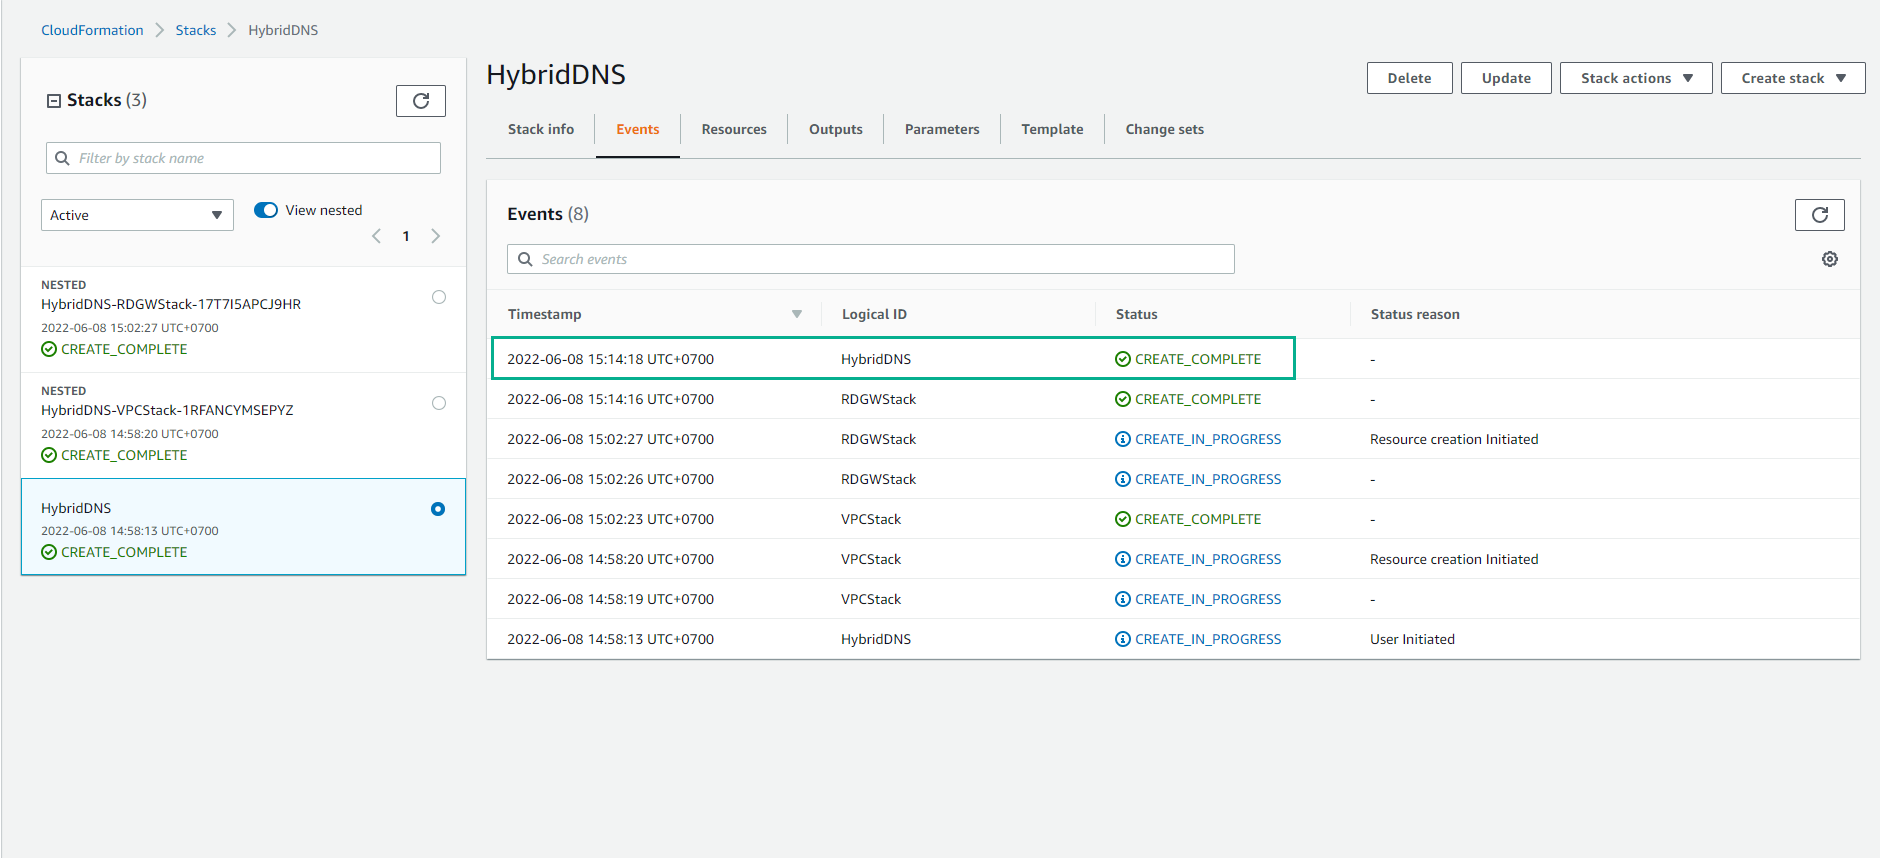 CloudFormation > Stacks > HybridDNS
Stacks (3)
Filter by stack name
Active
View nested
1
NESTED
HybridDNS-RDGWStack-17T7I5APCJ9HR
2022-06-08 15:02:27 UTC+0700
CREATE_COMPLETE
NESTED
HybridDNS-VPCStack-1RFANCYMSEPYZ
2022-06-08 14:58:20 UTC+0700
CREATE_COMPLETE
HybridDNS
2022-06-08 14:58:13 UTC+0700
CREATE_COMPLETE
HybridDNS
Delete Update Stack actions Create stack
Stack info Events Resources Outputs Parameters Template Change sets
Events (8)
Search events
Timestamp Logical ID Status Status reason
2022-06-08 15:14:18 UTC+0700 HybridDNS CREATE_COMPLETE -
2022-06-08 15:14:16 UTC+0700 RDGWStack CREATE_COMPLETE -
2022-06-08 15:02:27 UTC+0700 RDGWStack CREATE_IN_PROGRESS Resource creation Initiated
2022-06-08 15:02:26 UTC+0700 RDGWStack CREATE_IN_PROGRESS -
2022-06-08 15:02:23 UTC+0700 VPCStack CREATE_COMPLETE -
2022-06-08 14:58:20 UTC+0700 VPCStack CREATE_IN_PROGRESS Resource creation Initiated
2022-06-08 14:58:19 UTC+0700 VPCStack CREATE_IN_PROGRESS -
2022-06-08 14:58:13 UTC+0700 HybridDNS CREATE_IN_PROGRESS User Initiated